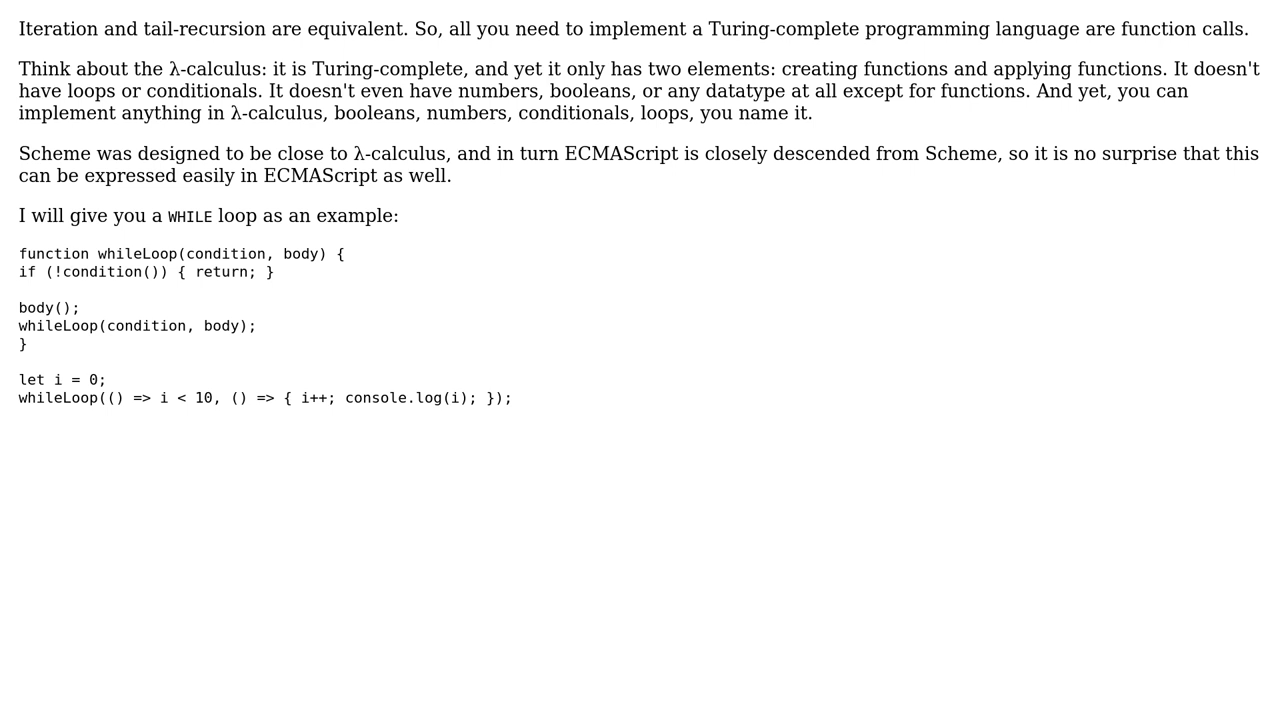 Iteration and tail-recursion are equivalent. So, all you need to implement a Turing-complete programming language are function calls.
Think about the λ-calculus: it is Turing-complete, and yet it only has two elements: creating functions and applying functions. It doesn't
have loops or conditionals. It doesn't even have numbers, booleans, or any datatype at all except for functions. And yet, you can
implement anything in λ-calculus, booleans, numbers, conditionals, loops, you name it.
Scheme was designed to be close to λ-calculus, and in turn ECMAScript is closely descended from Scheme, so it is no surprise that this
can be expressed easily in ECMAScript as well.
I will give you a WHILE loop as an example:
function whileLoop(condition, body) {
if (!condition()) { return; }
body();
whileLoop(condition, body);
}
let i = 0;
whileLoop(() => i < 10, () => { i++; console.log(i); });